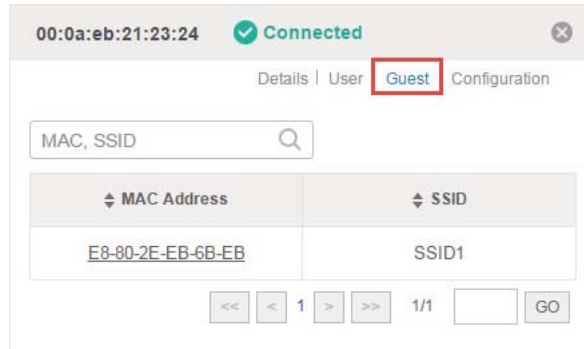 00:0a:eb:21:23:24 Connected
Details | User Guest Configuration
MAC, SSID
MAC Address SSID
E8-80-2E-EB-6B-EB SSID1
<< < 1 > >> 1/1 GO